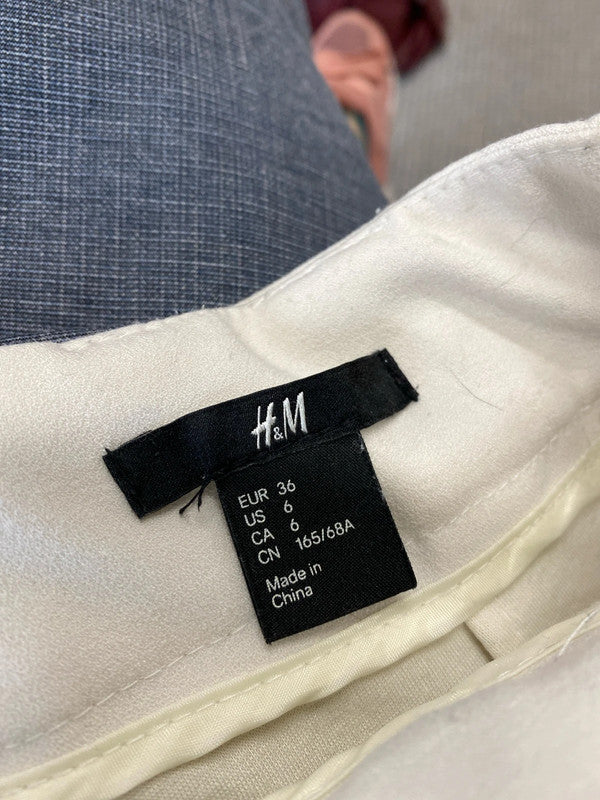 H&M
EUR 36
US 6
CA 6
CN 165/68A
Made in
China